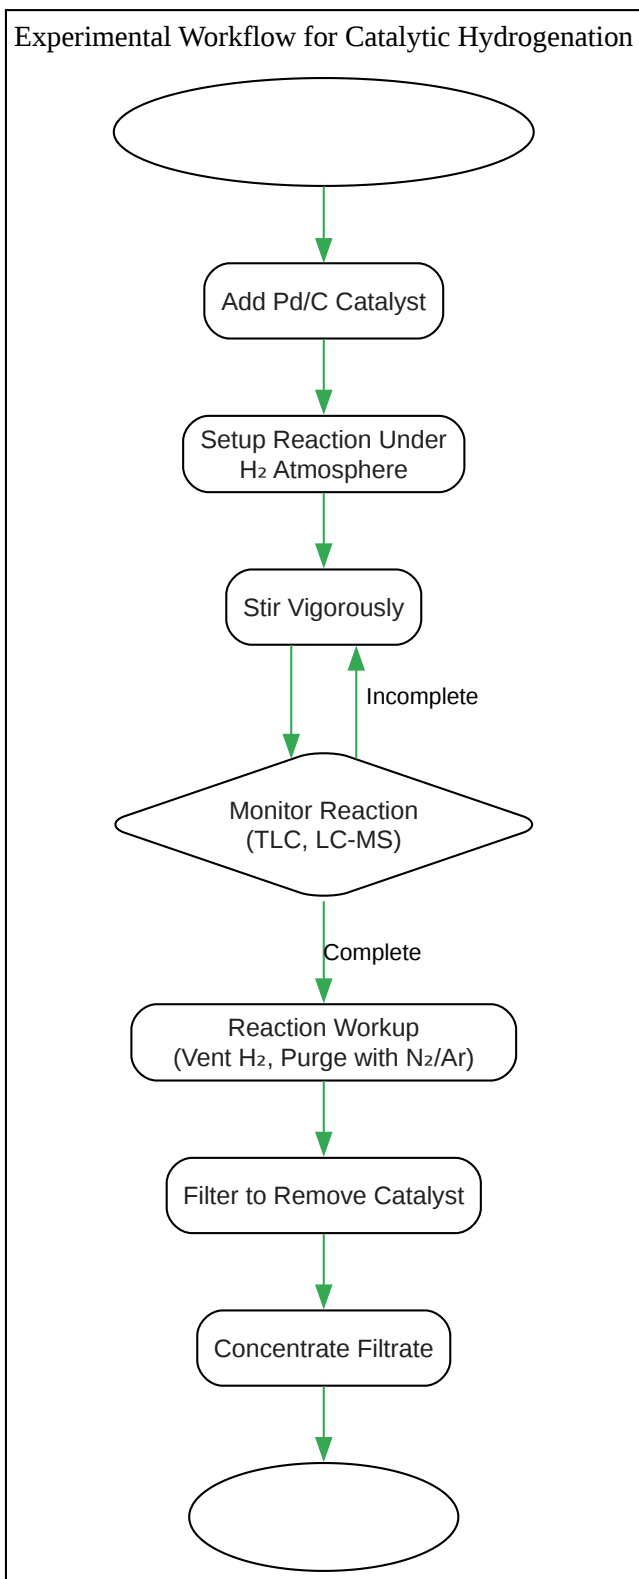 Experimental Workflow for Catalytic Hydrogenation
Add Pd/C Catalyst
Setup Reaction Under
H₂ Atmosphere
Stir Vigorously
Incomplete
Monitor Reaction
(TLC, LC-MS)
Complete
Reaction Workup
(Vent H₂, Purge with N₂/Ar)
Filter to Remove Catalyst
Concentrate Filtrate